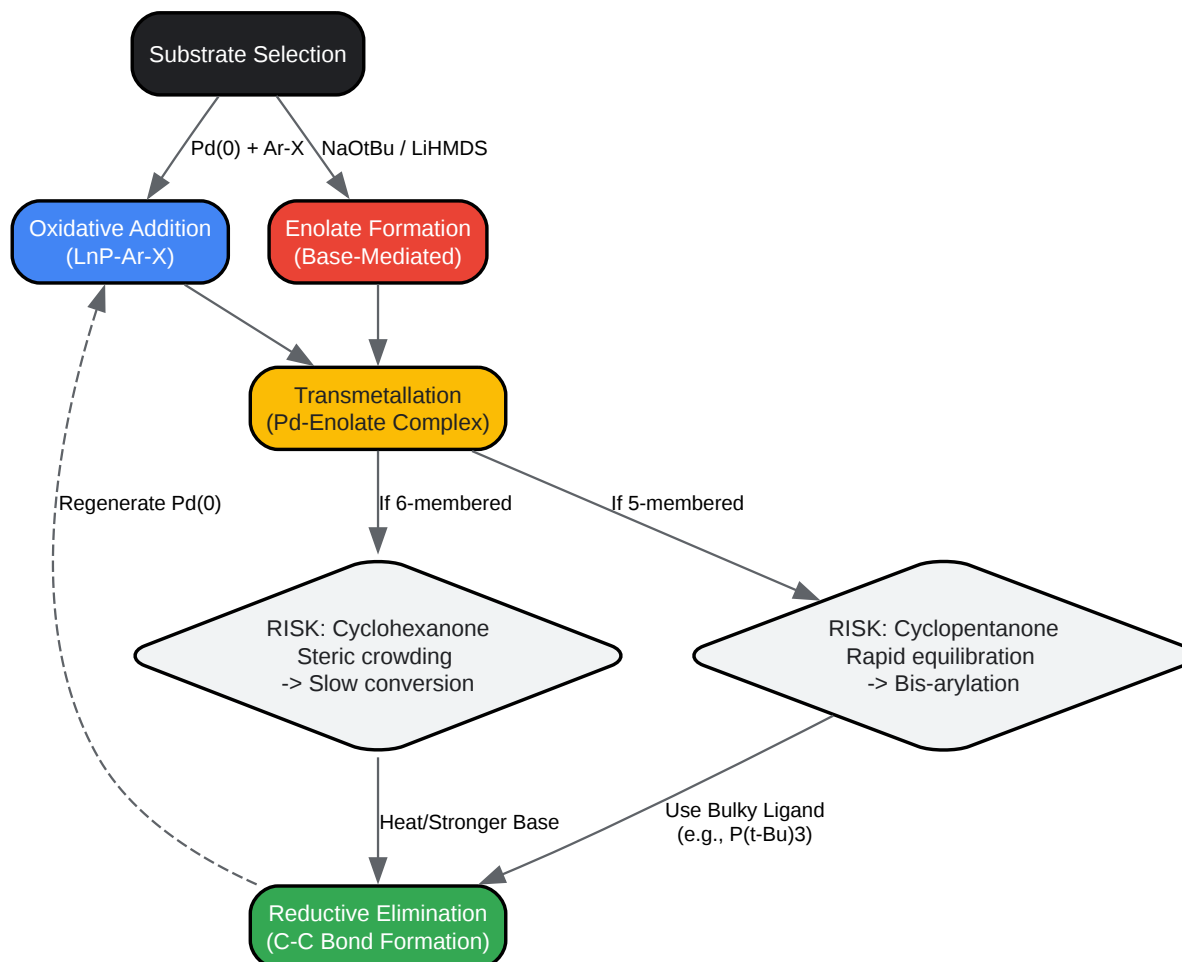 Substrate Selection
Pd(0) + Ar-X
NaOtBu / LiHMDS
Oxidative Addition
(LnP-Ar-X)
Enolate Formation
(Base-Mediated)
Transmetallation
(Pd-Enolate Complex)
Regenerate Pd(0)
If 6-membered
If 5-membered
RISK: Cyclohexanone
Steric crowding
-> Slow conversion
RISK: Cyclopentanone
Rapid equilibration
-> Bis-arylation
Heat/Stronger Base
Use Bulky Ligand
(e.g., P(t-Bu)3)
Reductive Elimination
(C-C Bond Formation)